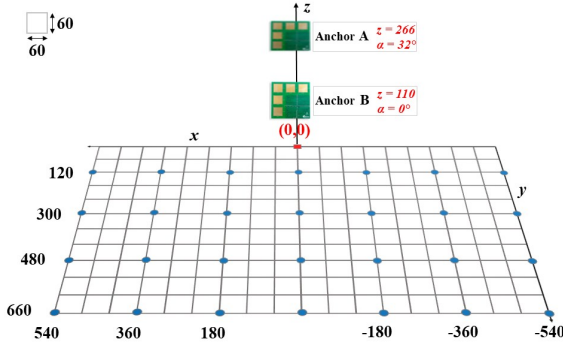 z
60
60
Anchor A
z = 266
α = 32°
Anchor B
z = 110
α = 0°
(0,0)
x
y
120
300
480
660
540
360
180
-180
-360
-540